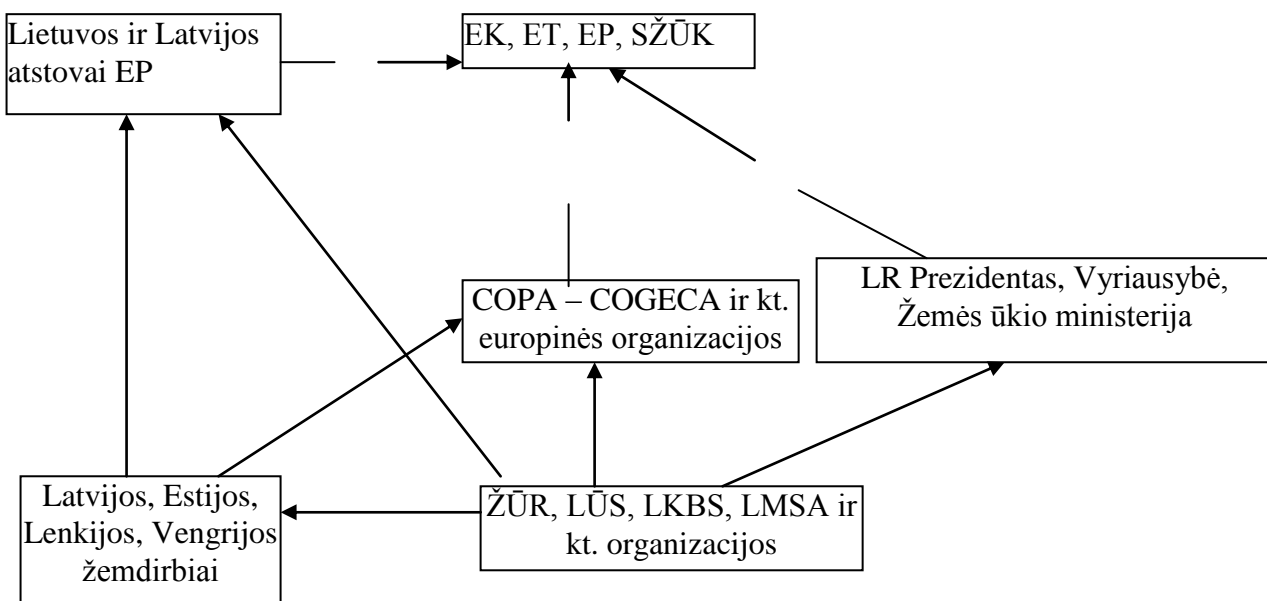 Lietuvos ir Latvijos
atstovai EP
EK, ET, EP, SŽŪK
COPA – COGECA ir kt.
europinės organizacijos
LR Prezidentas, Vyriausybė,
Žemės ūkio ministerija
Latvijos, Estijos,
Lenkijos, Vengrijos
žemdirbiai
ŽŪR, LŪS, LKBS, LMSA ir
kt. organizacijos